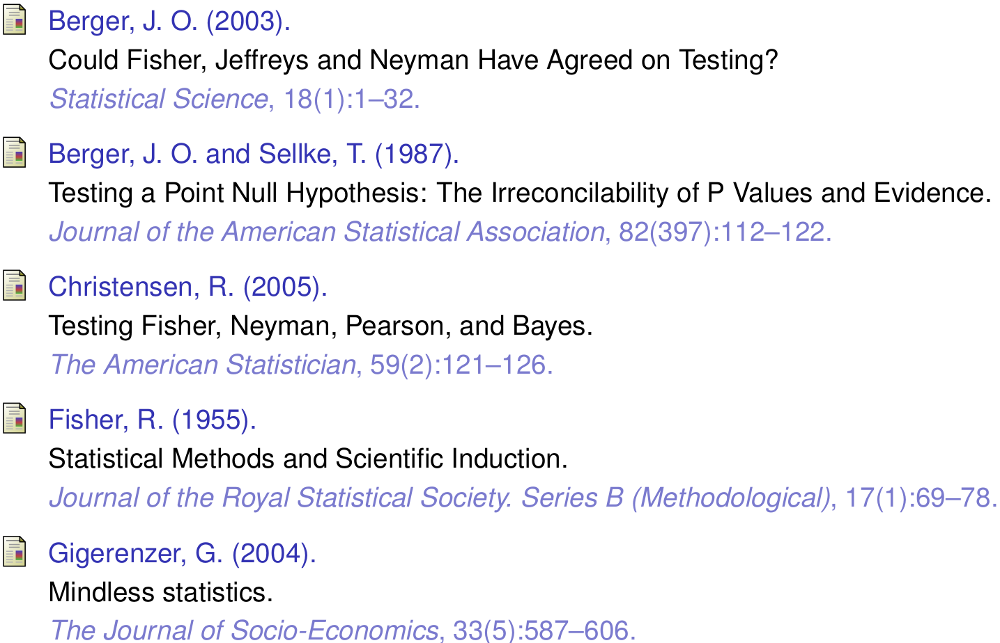 Berger, J. O. (2003).
Could Fisher, Jeffreys and Neyman Have Agreed on Testing?
Statistical Science, 18(1):1–32.
Berger, J. O. and Sellke, T. (1987).
Testing a Point Null Hypothesis: The Irreconcilability of P Values and Evidence.
Journal of the American Statistical Association, 82(397):112–122.
Christensen, R. (2005).
Testing Fisher, Neyman, Pearson, and Bayes.
The American Statistician, 59(2):121–126.
Fisher, R. (1955).
Statistical Methods and Scientific Induction.
Journal of the Royal Statistical Society. Series B (Methodological), 17(1):69–78.
Gigerenzer, G. (2004).
Mindless statistics.
The Journal of Socio-Economics, 33(5):587–606.